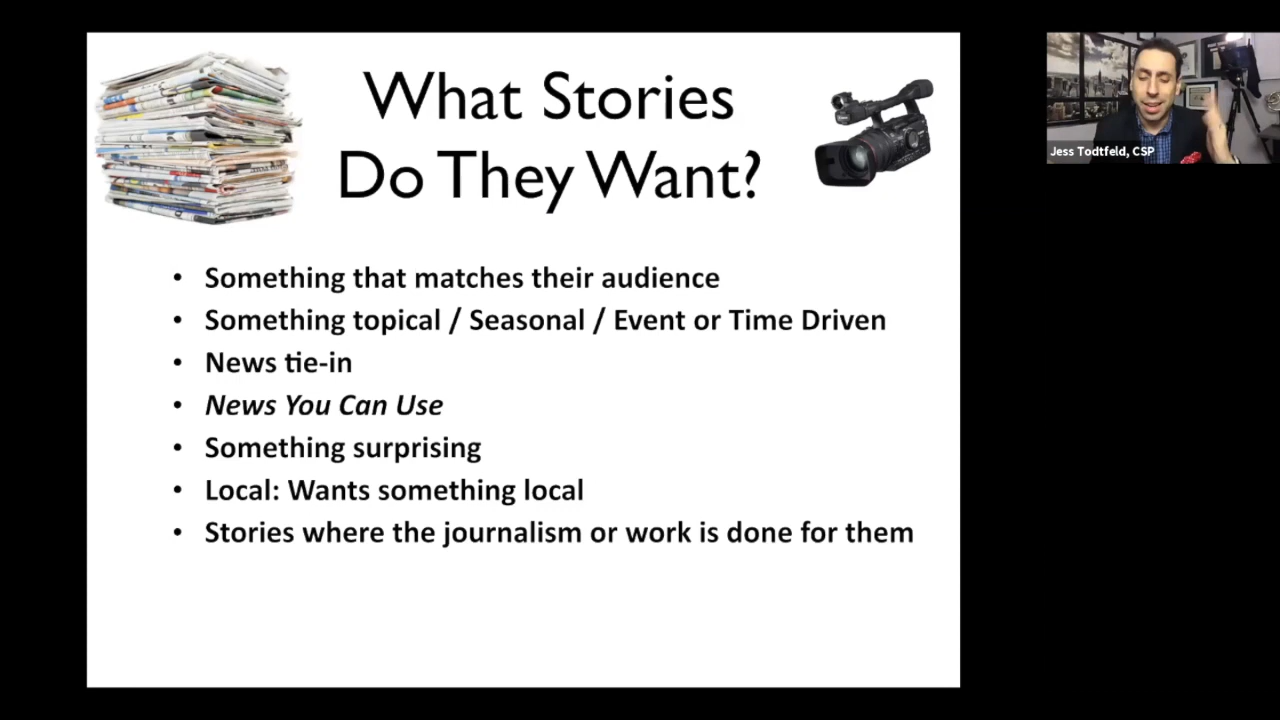 What Stories
Do They Want?
• Something that matches their audience
• Something topical / Seasonal / Event or Time Driven
• News tie-in
• News You Can Use
• Something surprising
• Local: Wants something local
• Stories where the journalism or work is done for them
Jess Todtfeld, CSP